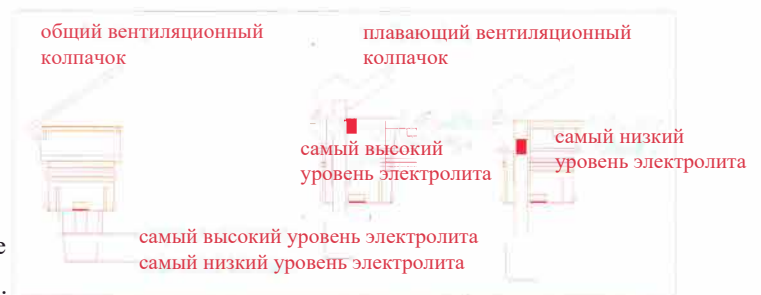 общий вентиляционный
колпачок
плавающий вентиляционный
колпачок
самый высокий
уровень электролита
самый низкий
уровень электролита
самый высокий уровень электролита
самый низкий уровень электролита
е
.